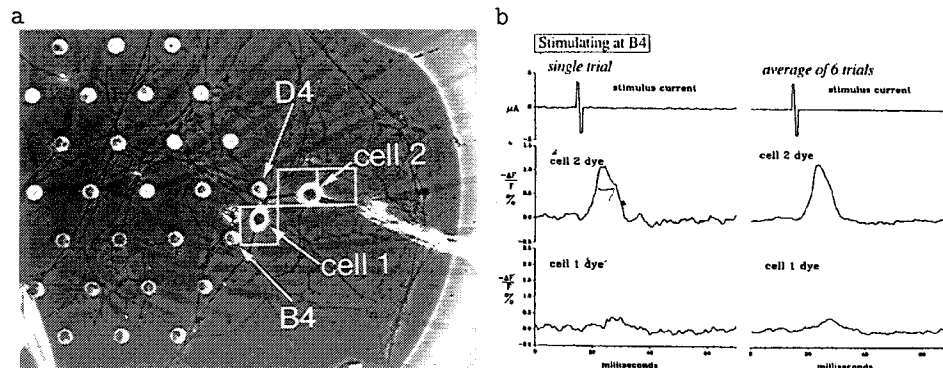 a
D4
cell 2
cell 1
B4
b
Stimulating at B4
single trial
average of 6 trials
stimulus current
stimulus current
μA
cell 2 dye
cell 2 dye
-ΔF
F
%
cell 1 dye
cell 1 dye
-ΔF
F
%
0
milliseconds
milliseconds